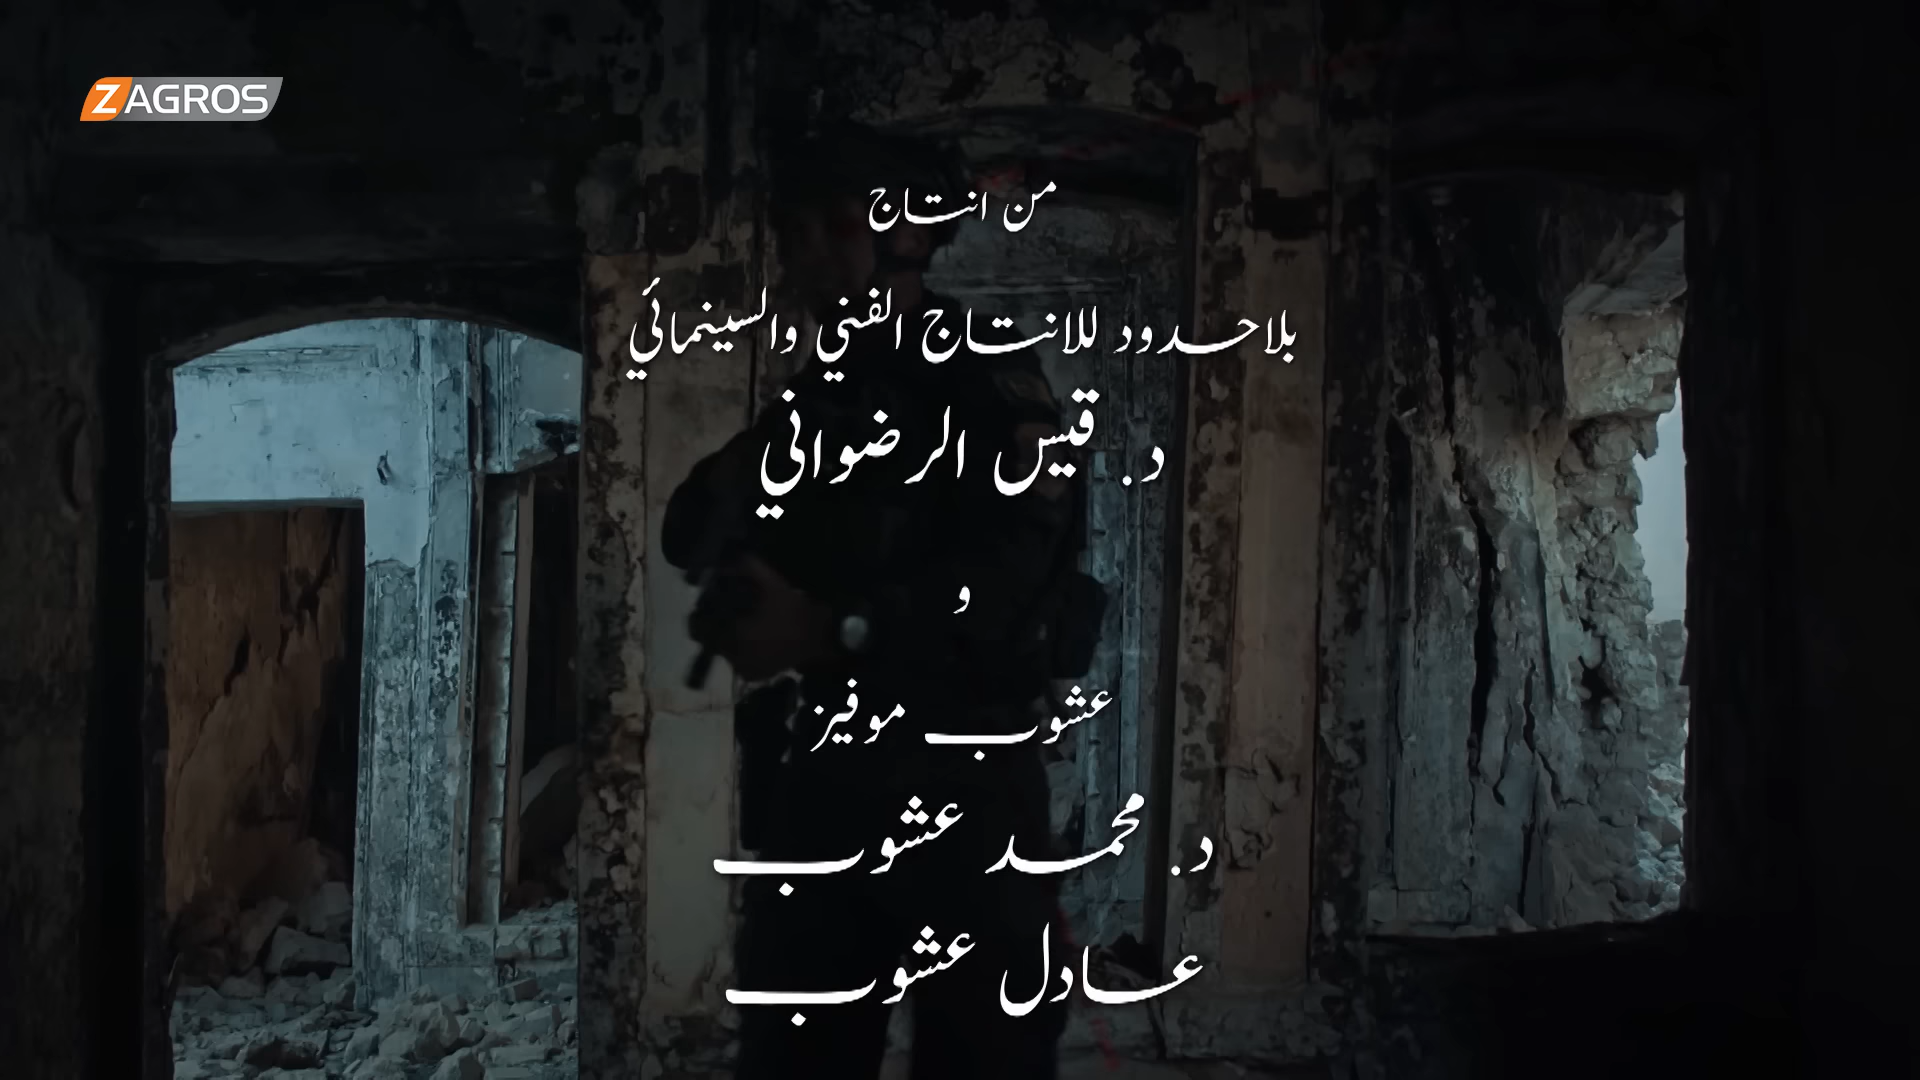 ZAGROS
من انتاج
بلاحدود للانتاج الفني والسينمائي
د. قيس الرضواني
و
عشوب موفيز
د. محمد عشوب
عادل عشوب